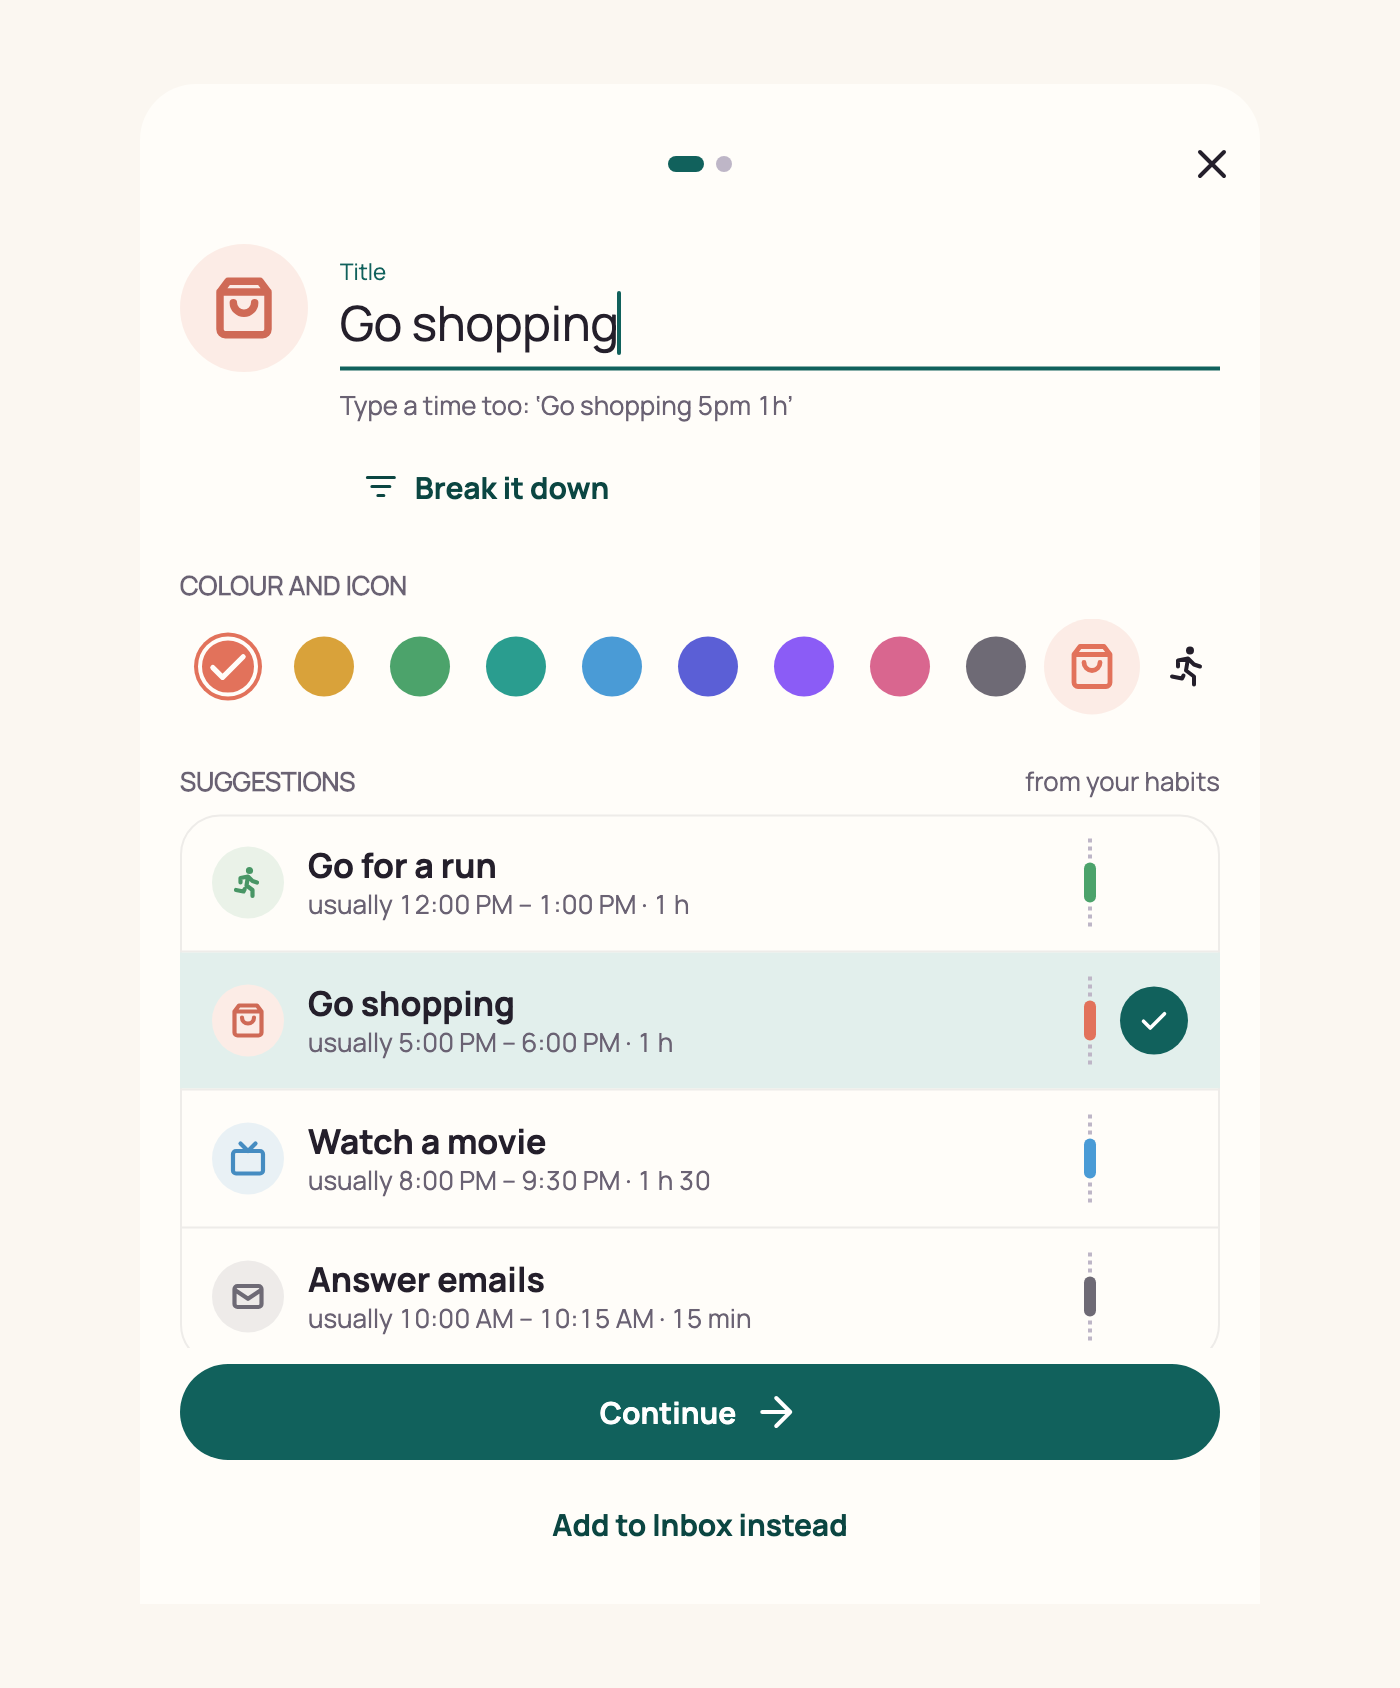 Title
Go shopping
Type a time too: ‘Go shopping 5pm 1h’
Break it down
COLOUR AND ICON
SUGGESTIONS
from your habits
Go for a run
usually 12:00 PM – 1:00 PM · 1 h
Go shopping
usually 5:00 PM – 6:00 PM · 1 h
Watch a movie
usually 8:00 PM – 9:30 PM · 1 h 30
Answer emails
usually 10:00 AM – 10:15 AM · 15 min
Continue
Add to Inbox instead